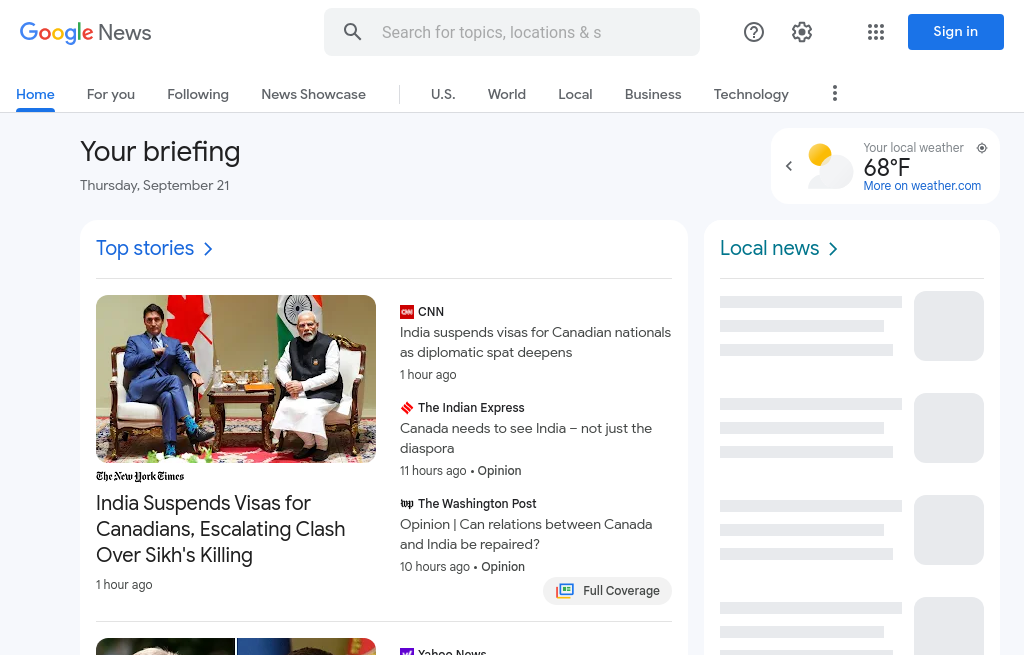 Google News
Search for topics, locations & s
Sign in
Home
For you
Following
News Showcase
U.S.
World
Local
Business
Technology
Your briefing
Thursday, September 21
Your local weather
68°F
More on weather.com
Top stories
The New York Times
India Suspends Visas for
Canadians, Escalating Clash
Over Sikh's Killing
1 hour ago
CNN
India suspends visas for Canadian nationals
as diplomatic spat deepens
1 hour ago
The Indian Express
Canada needs to see India – not just the
diaspora
11 hours ago • Opinion
wp The Washington Post
Opinion | Can relations between Canada
and India be repaired?
10 hours ago • Opinion
Full Coverage
Yahoo News
Local news